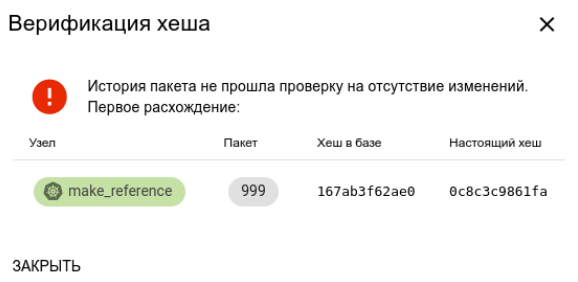 Верификация хеша
История пакета не прошла проверку на отсутствие изменений.
Первое расхождение:
Узел Пакет Хеш в базе Настоящий хеш
make_reference 999 167ab3f62ae0 0c8c3c9861fa
ЗАКРЫТЬ